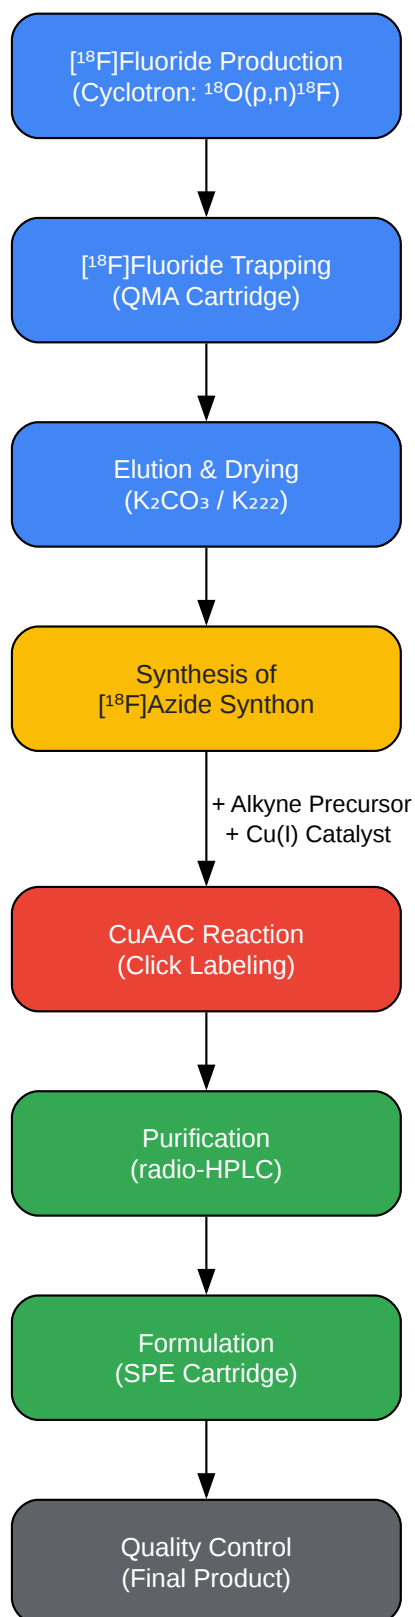 [¹⁸F]Fluoride Production
(Cyclotron: ¹⁸O(p,n)¹⁸F)
[¹⁸F]Fluoride Trapping
(QMA Cartridge)
Elution & Drying
(K₂CO₃ / K₂₂₂)
Synthesis of
[¹⁸F]Azide Synthon
+ Alkyne Precursor
+ Cu(I) Catalyst
CuAAC Reaction
(Click Labeling)
Purification
(radio-HPLC)
Formulation
(SPE Cartridge)
Quality Control
(Final Product)